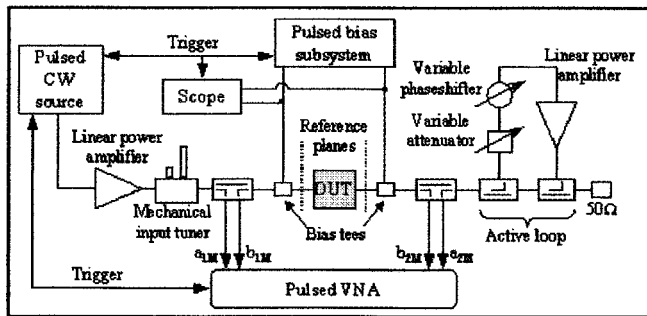 Trigger
Pulsed bias
subsystem
Pulsed
CW
source
Scope
Variable
phaseshifter
Linear power
amplifier
Variable
attenuator
Linear power
amplifier
Reference
planes
DUT
Mechanical
input tuner
Bias tees
50Ω
Active loop
a1M
b1M
b2M
a2M
Trigger
Pulsed VNA